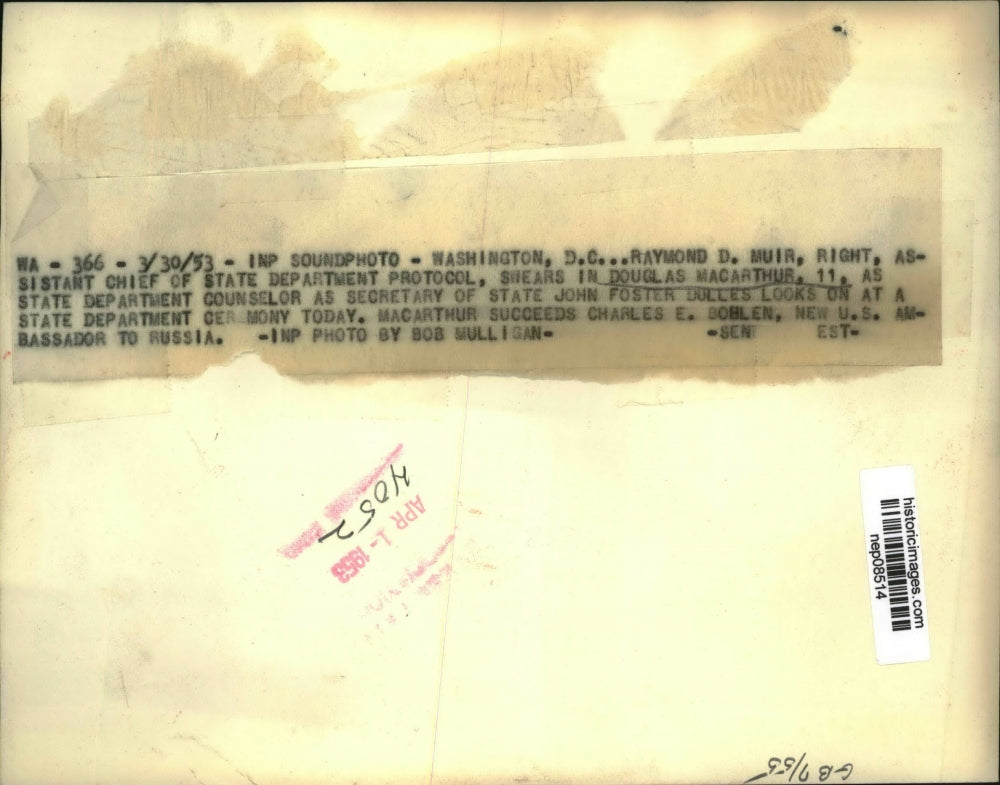 WA - 366 - 3/30/53 - INP SOUNDPHOTO - WASHINGTON, D.C...RAYMOND D. MUIR, RIGHT, AS-
SISTANT CHIEF OF STATE DEPARTMENT PROTOCOL, SWEARS IN DOUGLAS MACARTHUR, 11, AS
STATE DEPARTMENT COUNSELOR AS SECRETARY OF STATE JOHN FOSTER DULLES LOOKS ON AT A
STATE DEPARTMENT CER MONY TODAY. MACARTHUR SUCCEEDS CHARLES E. BOHLEN, NEW U.S. AM-
BASSADOR TO RUSSIA. -INP PHOTO BY BOB MULLIGAN- -SEN EST-
APR 1 - 1953
historicimages.com
nep08514